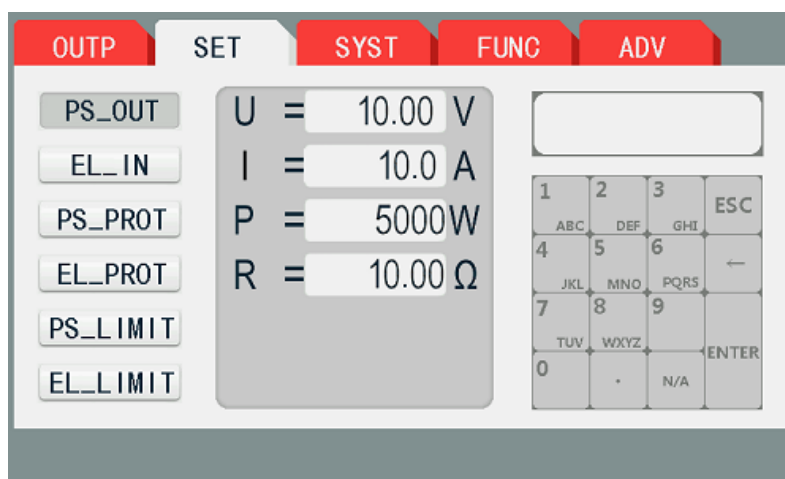 OUTP SET SYST FUNC ADV
PS_OUT
EL_IN
PS_PROT
EL_PROT
PS_LIMIT
EL_LIMIT
U = 10.00 V
I = 10.0 A
P = 5000W
R = 10.00 Ω
1 ABC 2 DEF 3 GHI ESC
4 JKL 5 MNO 6 PQRS ←
7 TUV 8 WXYZ 9 ENTER
0 . N/A